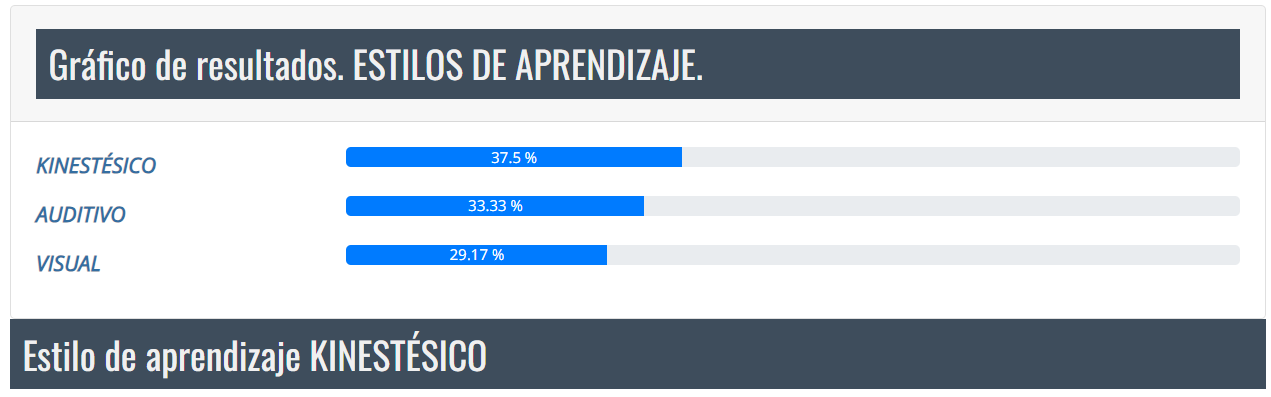 Gráfico de resultados. ESTILOS DE APRENDIZAJE.
KINESTÉSICO 37.5 %
AUDITIVO 33.33 %
VISUAL 29.17 %
Estilo de aprendizaje KINESTÉSICO